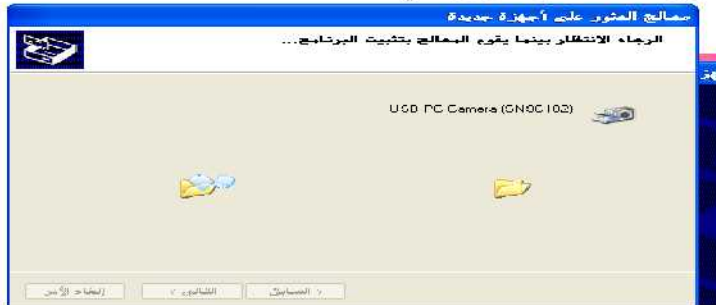 معالج العثور على أجهزة جديدة
الرجاء الانتظار بينما يقوم المعالج بتثبيت البرنامج...
USB PC Camera (SN9C102)
< السابق
التالي >
إلغاء الأمر